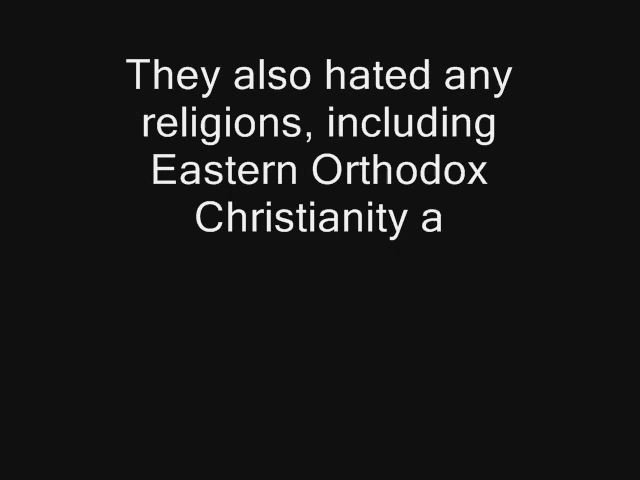 They also hated any
religions, including
Eastern Orthodox
Christianity a